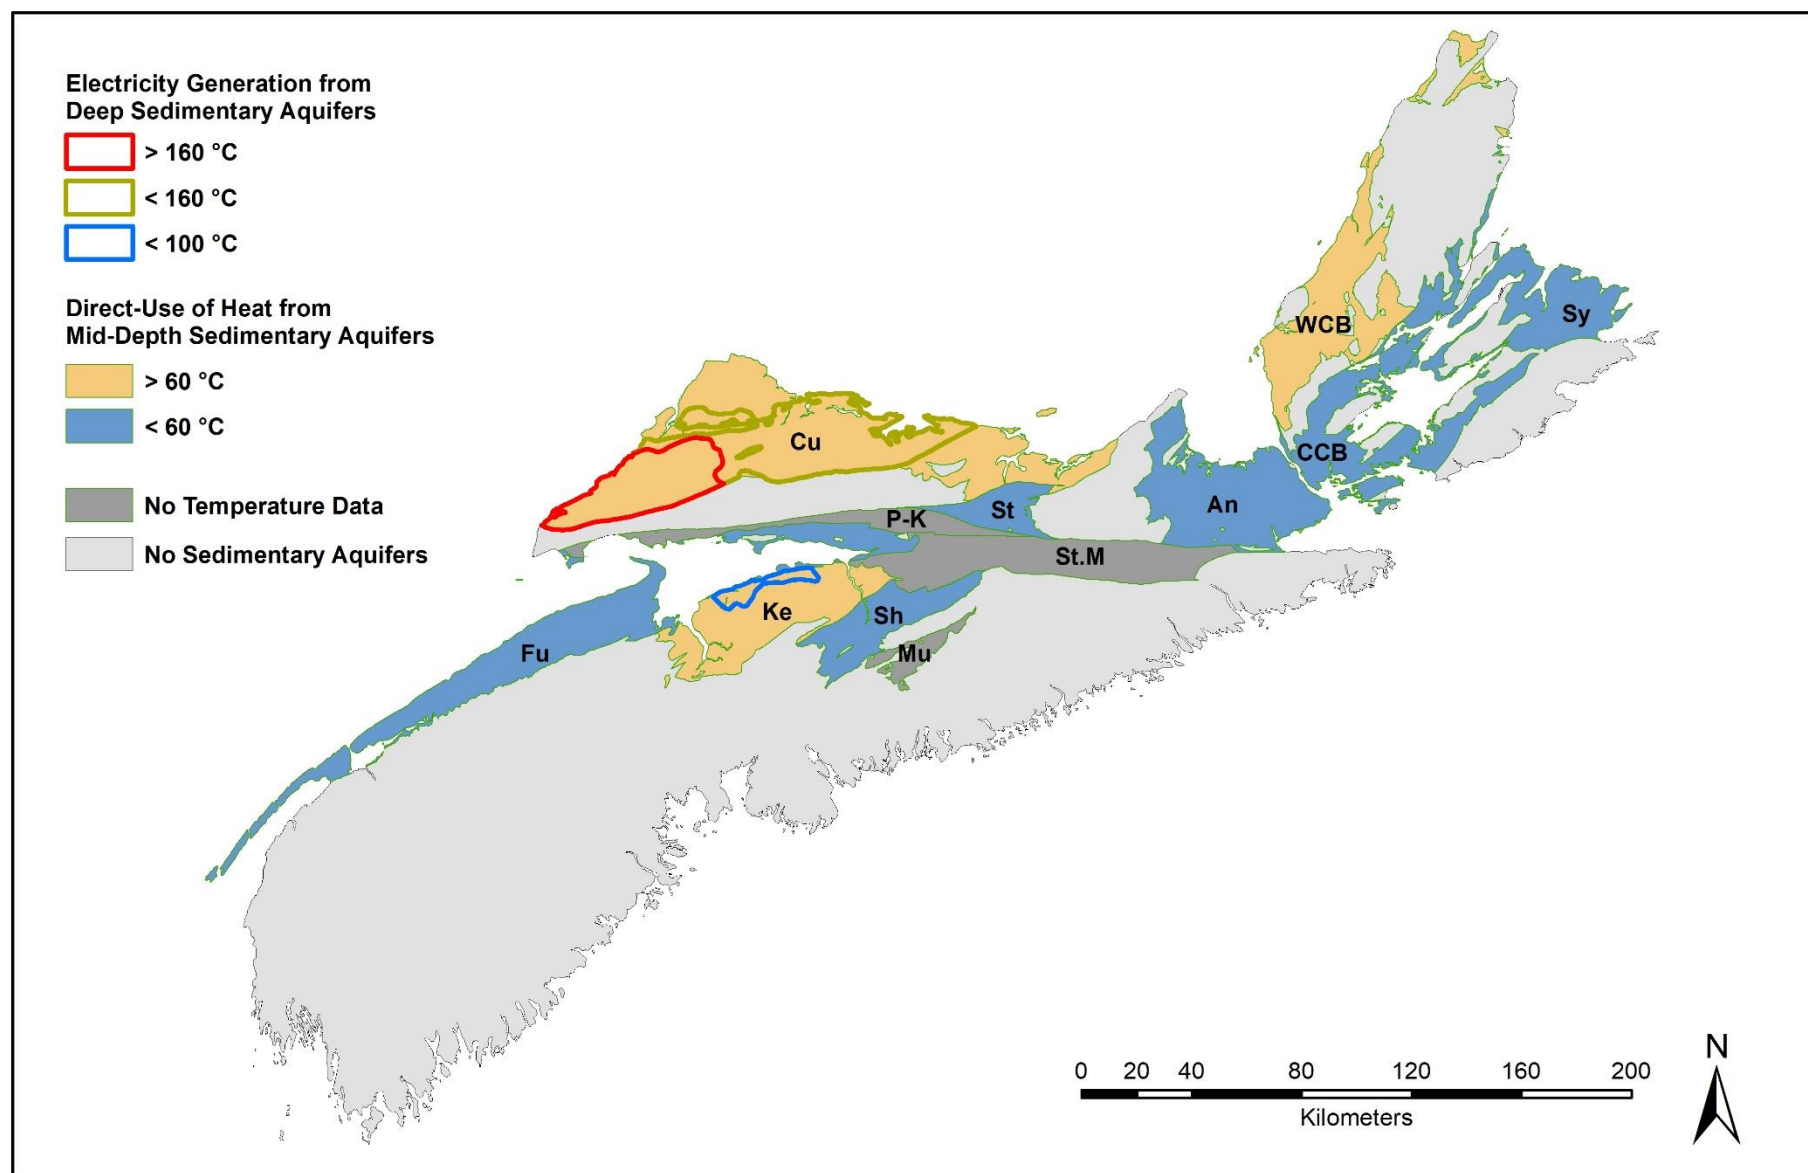 Electricity Generation from
Deep Sedimentary Aquifers
> 160 °C
< 160 °C
< 100 °C
Direct-Use of Heat from
Mid-Depth Sedimentary Aquifers
> 60 °C
< 60 °C
No Temperature Data
No Sedimentary Aquifers
WCB
Sy
Cu
CCB
An
St
P-K
St.M
Ke
Sh
Mu
Fu
N
0 20 40 80 120 160 200
Kilometers